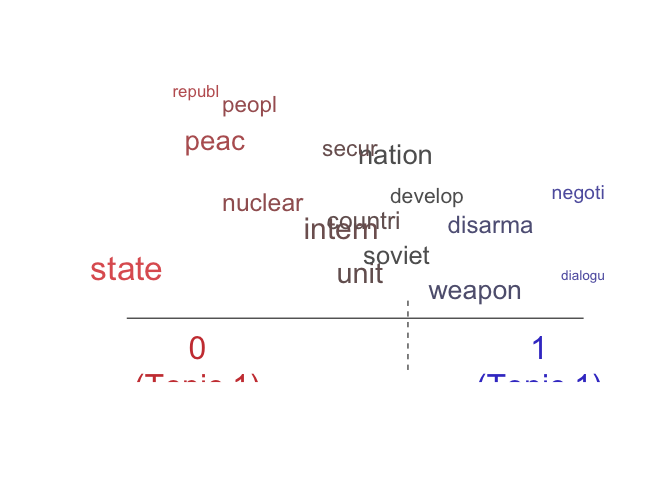 republ
peopl
peac
secur
nation
negoti
develop
nuclear
countri
disarma
intern
soviet
state
unit
dialogu
weapon
0
1
(Topic 1)
(Topic 1)